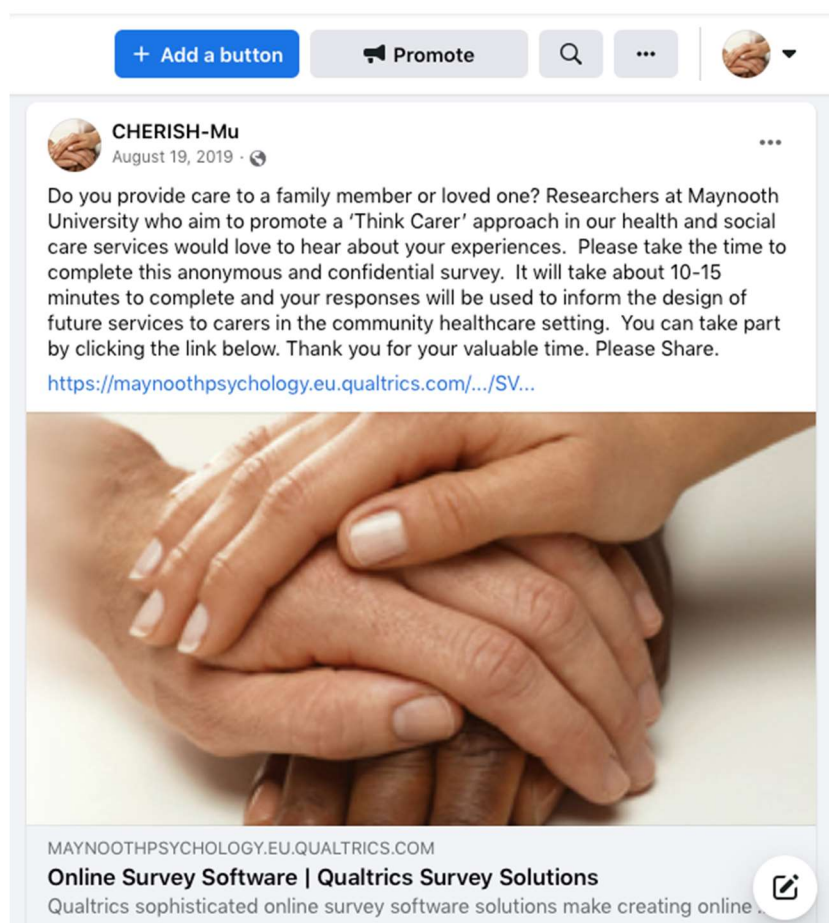 + Add a button
Promote
CHERISH-Mu
August 19, 2019 ·
Do you provide care to a family member or loved one? Researchers at Maynooth
University who aim to promote a ‘Think Carer’ approach in our health and social
care services would love to hear about your experiences.  Please take the time to
complete this anonymous and confidential survey.  It will take about 10-15
minutes to complete and your responses will be used to inform the design of
future services to carers in the community healthcare setting.  You can take part
by clicking the link below. Thank you for your valuable time. Please Share.
https://maynoothpsychology.eu.qualtrics.com/.../SV...
MAYNOOTHPSYCHOLOGY.EU.QUALTRICS.COM
Online Survey Software | Qualtrics Survey Solutions
Qualtrics sophisticated online survey software solutions make creating online